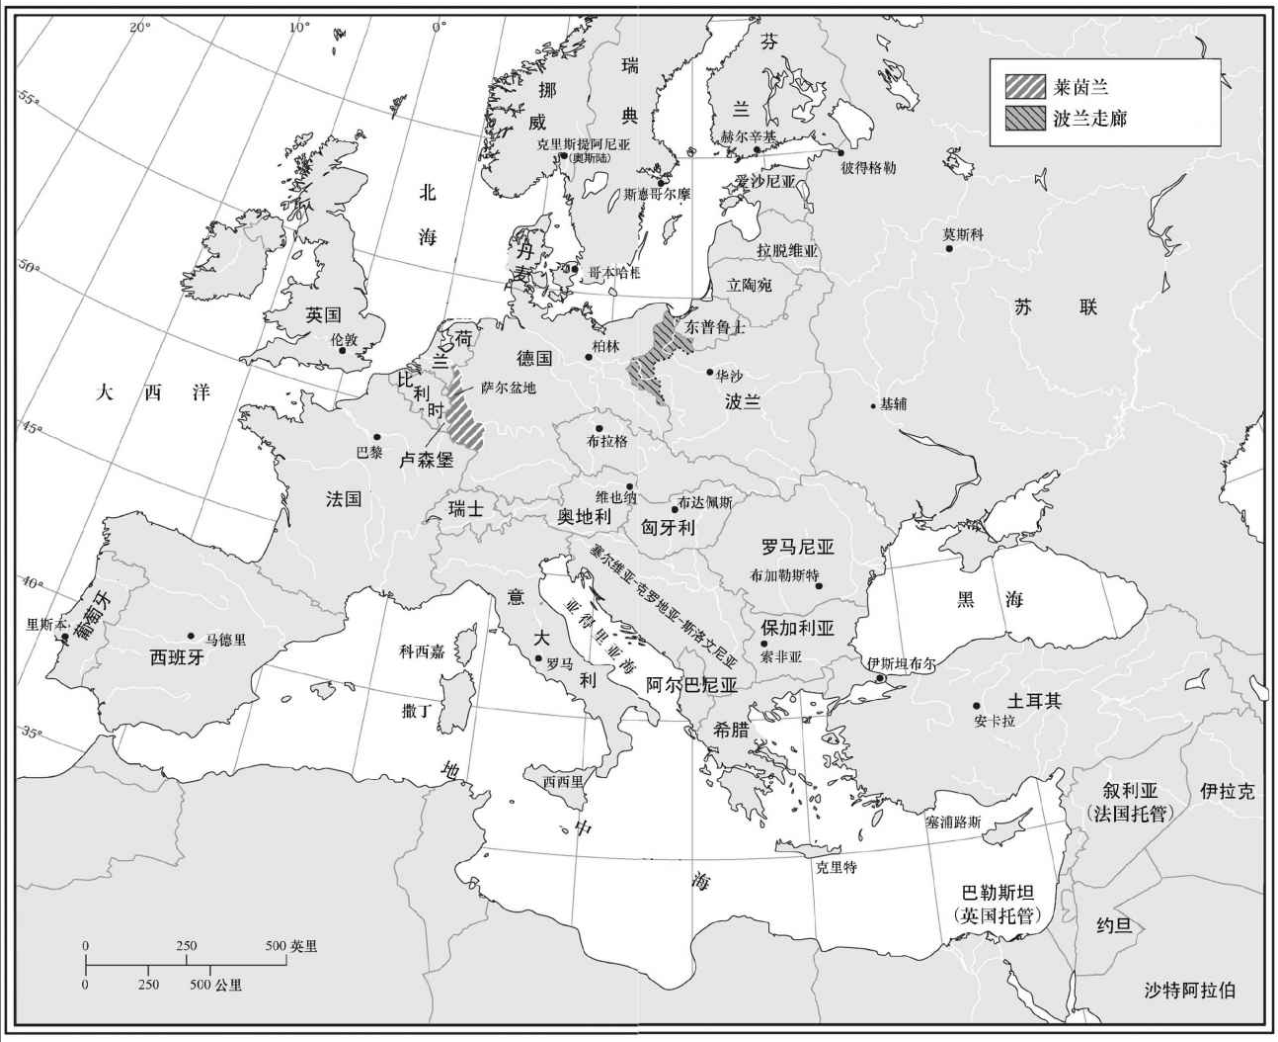 20°
10°
0°
55°
50°
45°
40°
35°
莱茵兰
波兰走廊
芬
兰
瑞
典
挪
威
克里斯提阿尼亚
(奥斯陆)
赫尔辛基
彼得格勒
斯德哥尔摩
爱沙尼亚
北
海
莫斯科
丹
麦
哥本哈根
拉脱维亚
立陶宛
苏 联
英国
伦敦
荷
兰
德国
柏林
东普鲁士
大 西 洋
比
利
时
萨尔盆地
华沙
波兰
基辅
巴黎
卢森堡
布拉格
法国
瑞士
维也纳
奥地利
布达佩斯
匈牙利
罗马尼亚
布加勒斯特
塞尔维亚-克罗地亚-斯洛文尼亚
黑 海
葡萄牙
里斯本
马德里
西班牙
意
大
利
亚得里亚海
保加利亚
索非亚
科西嘉
罗马
撒丁
阿尔巴尼亚
伊斯坦布尔
土耳其
安卡拉
希腊
地
中
海
西西里
叙利亚
(法国托管)
伊拉克
塞浦路斯
克里特
巴勒斯坦
(英国托管)
约旦
沙特阿拉伯
0 250 500 英里
0 250 500 公里